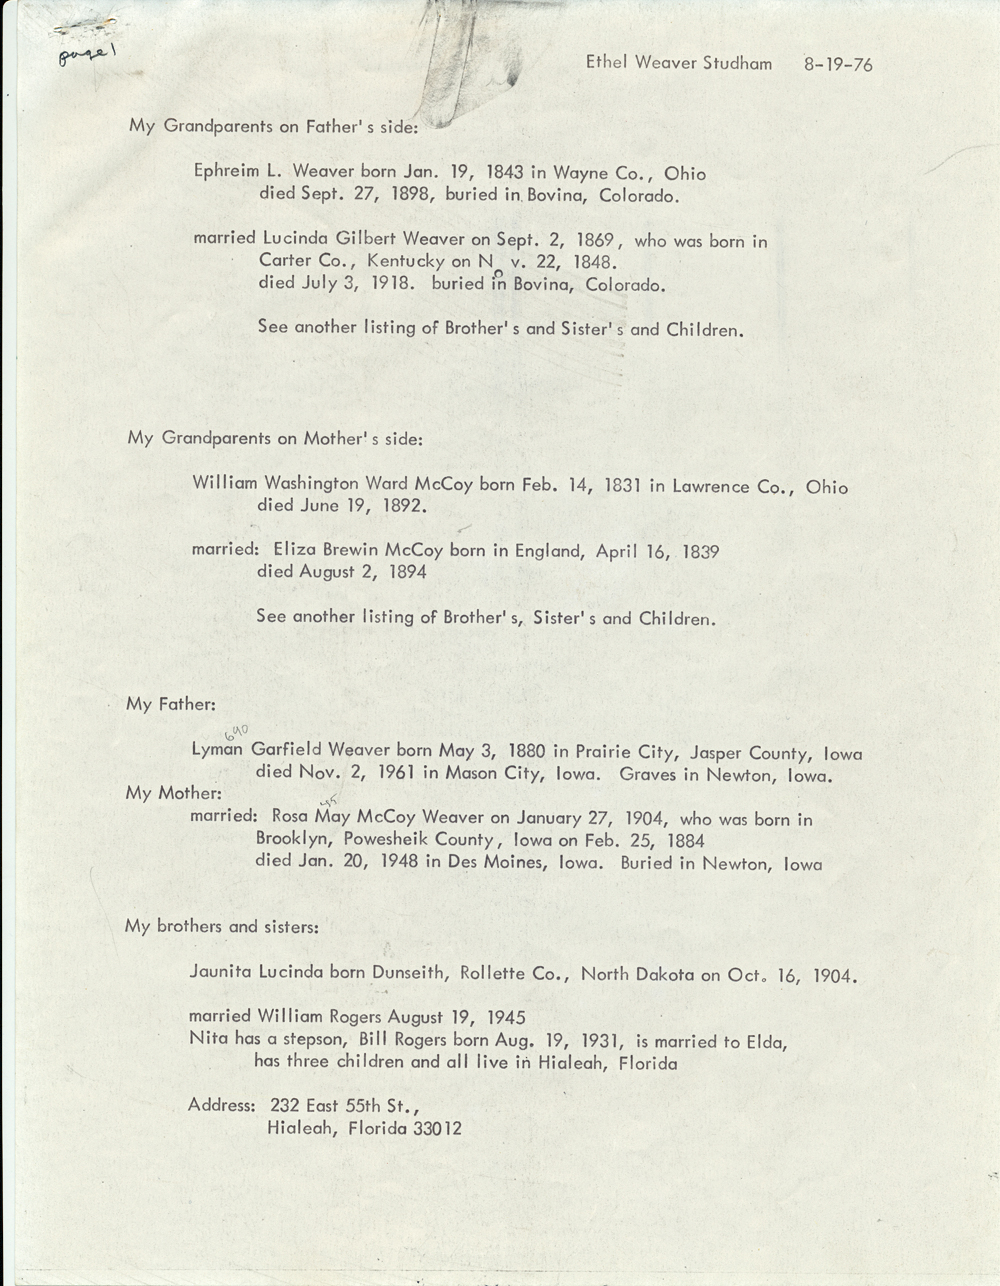 page 1
Ethel Weaver Studham 8-19-76
My Grandparents on Father's side:
Ephreim L. Weaver born Jan. 19, 1843 in Wayne Co., Ohio
died Sept. 27, 1898, buried in Bovina, Colorado.
married Lucinda Gilbert Weaver on Sept. 2, 1869, who was born in
Carter Co., Kentucky on Nov. 22, 1848.
died July 3, 1918. buried in Bovina, Colorado.
See another listing of Brother's and Sister's and Children.
My Grandparents on Mother's side:
William Washington Ward McCoy born Feb. 14, 1831 in Lawrence Co., Ohio
died June 19, 1892.
married: Eliza Brewin McCoy born in England, April 16, 1839
died August 2, 1894
See another listing of Brother's, Sister's and Children.
My Father:
690
Lyman Garfield Weaver born May 3, 1880 in Prairie City, Jasper County, Iowa
died Nov. 2, 1961 in Mason City, Iowa. Graves in Newton, Iowa.
My Mother:
married: Rosa May McCoy Weaver on January 27, 1904, who was born in
Brooklyn, Powesheik County, Iowa on Feb. 25, 1884
died Jan. 20, 1948 in Des Moines, Iowa. Buried in Newton, Iowa
My brothers and sisters:
Jaunita Lucinda born Dunseith, Rollette Co., North Dakota on Oct. 16, 1904.
married William Rogers August 19, 1945
Nita has a stepson, Bill Rogers born Aug. 19, 1931, is married to Elda,
has three children and all live in Hialeah, Florida
Address: 232 East 55th St.,
Hialeah, Florida 33012